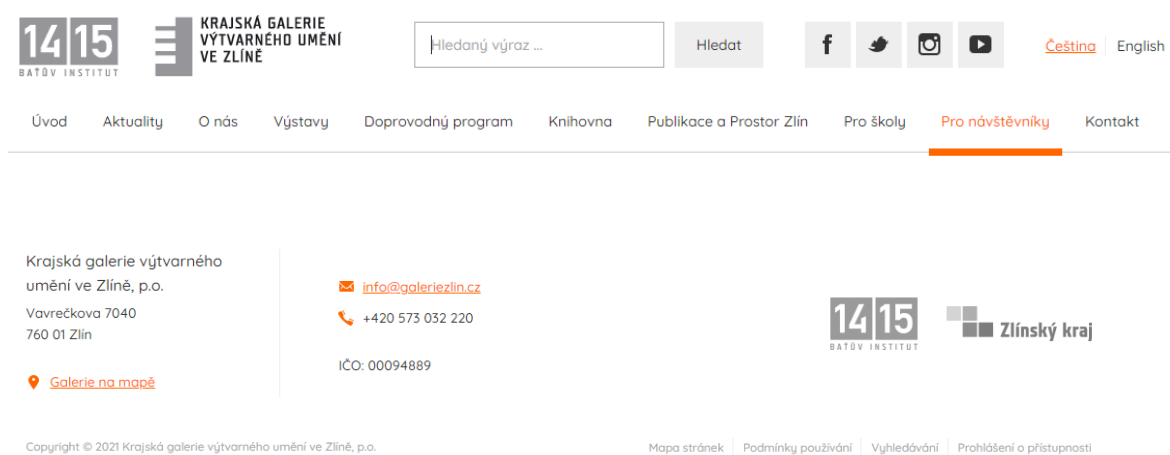 14|15
BAŤŮV INSTITUT
KRAJSKÁ GALERIE
VÝTVARNÉHO UMĚNÍ
VE ZLÍNĚ
Hledaný výraz ...
Hledat
Čeština
English
Úvod
Aktuality
O nás
Výstavy
Doprovodný program
Knihovna
Publikace a Prostor Zlín
Pro školy
Pro návštěvníky
Kontakt
Krajská galerie výtvarného
umění ve Zlíně, p.o.
Vavrečkova 7040
760 01 Zlín
Galerie na mapě
info@galeriezlin.cz
+420 573 032 220
IČO: 00094889
14|15
BAŤŮV INSTITUT
Zlínský kraj
Copyright © 2021 Krajská galerie výtvarného umění ve Zlíně, p.o.
Mapa stránek
Podmínky používání
Vyhledávání
Prohlášení o přístupnosti